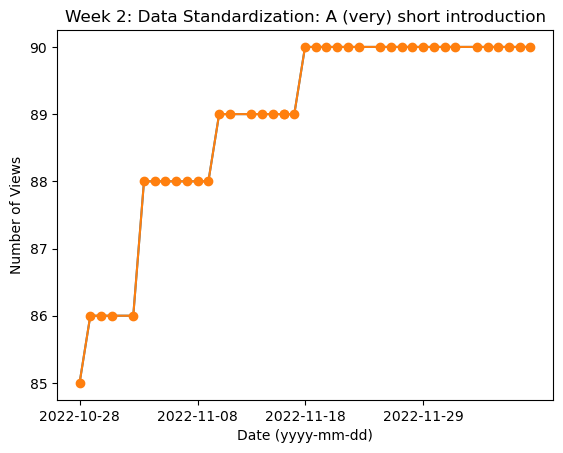 Week 2: Data Standardization: A (very) short introduction
90
89
88
87
86
85
Number of Views
2022-10-28 2022-11-08 2022-11-18 2022-11-29
Date (yyyy-mm-dd)